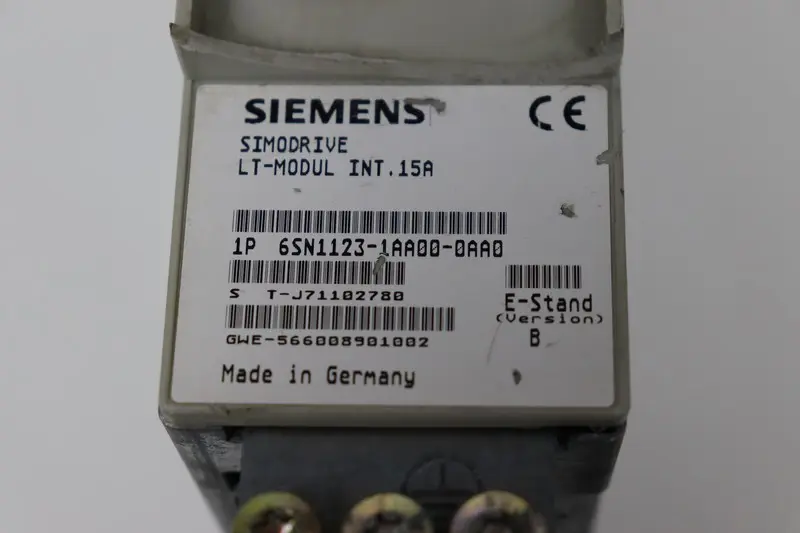 SIEMENS CE
SIMODRIVE
LT-MODUL INT.15A
1P 6SN1123-1AA00-0AA0
S T-J71102780
E-Stand
(Version)
B
GWE-566008901002
Made in Germany